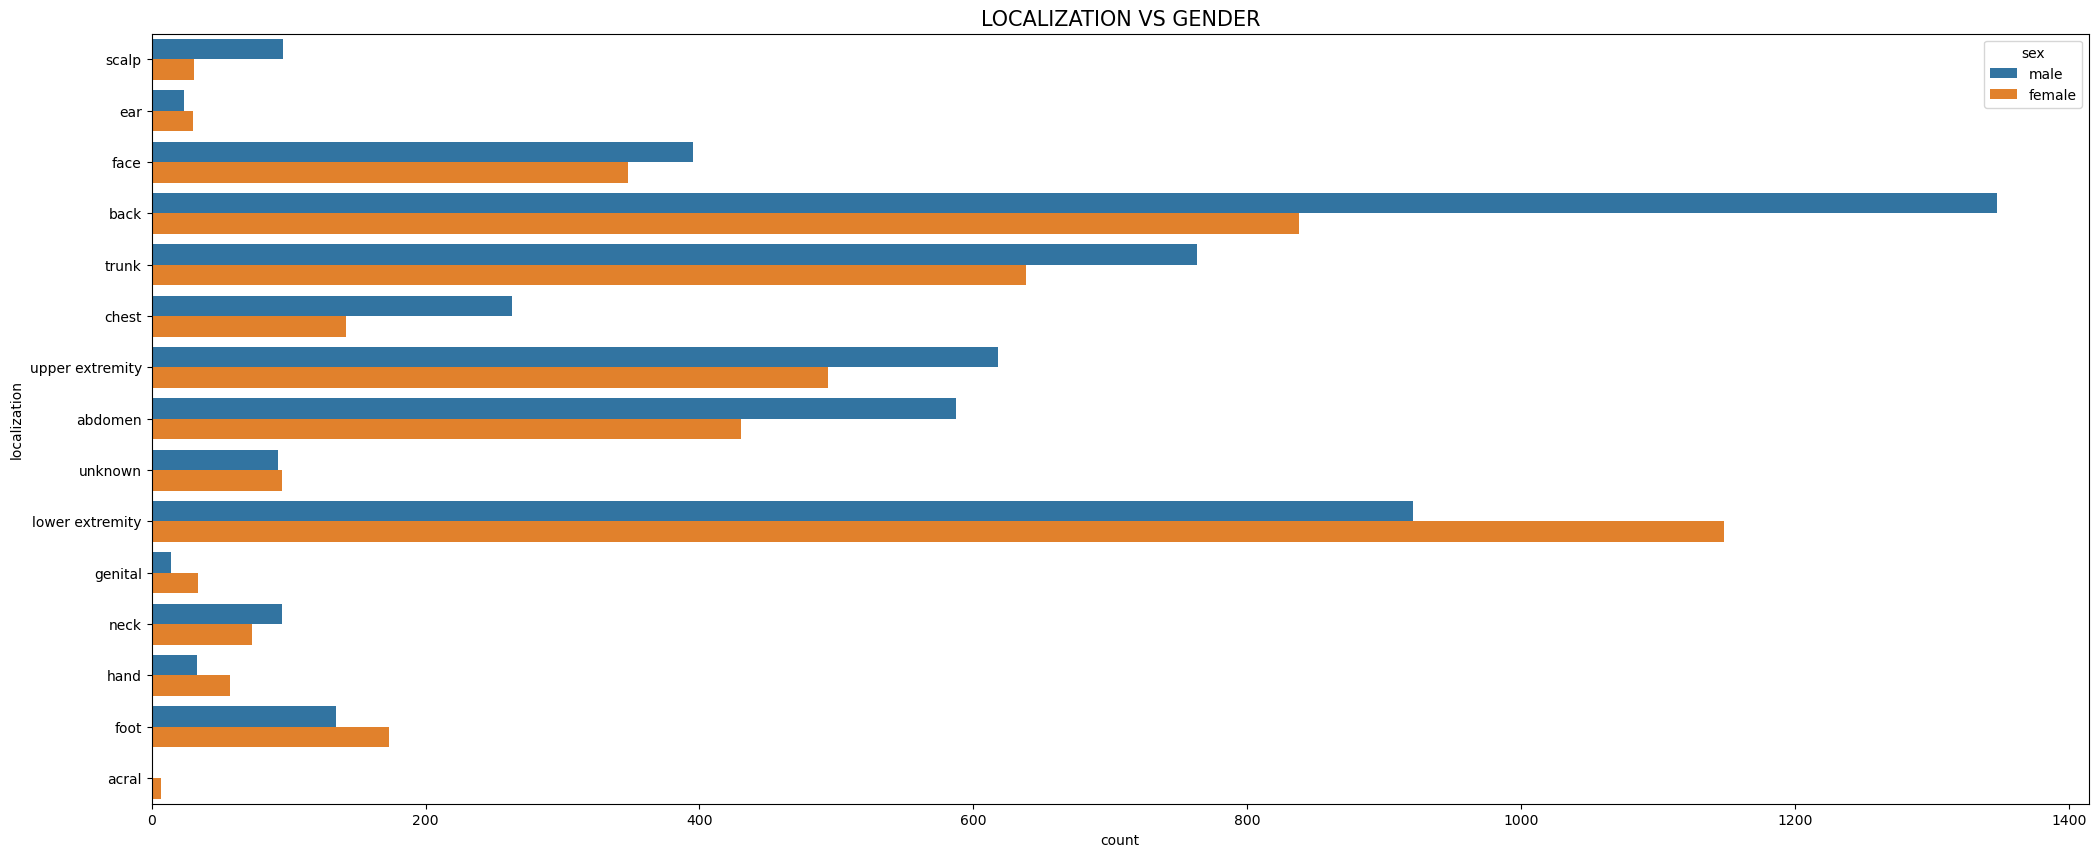 LOCALIZATION VS GENDER
sex
male
female
localization
scalp
ear
face
back
trunk
chest
upper extremity
abdomen
unknown
lower extremity
genital
neck
hand
foot
acral
0 200 400 600 800 1000 1200 1400
count